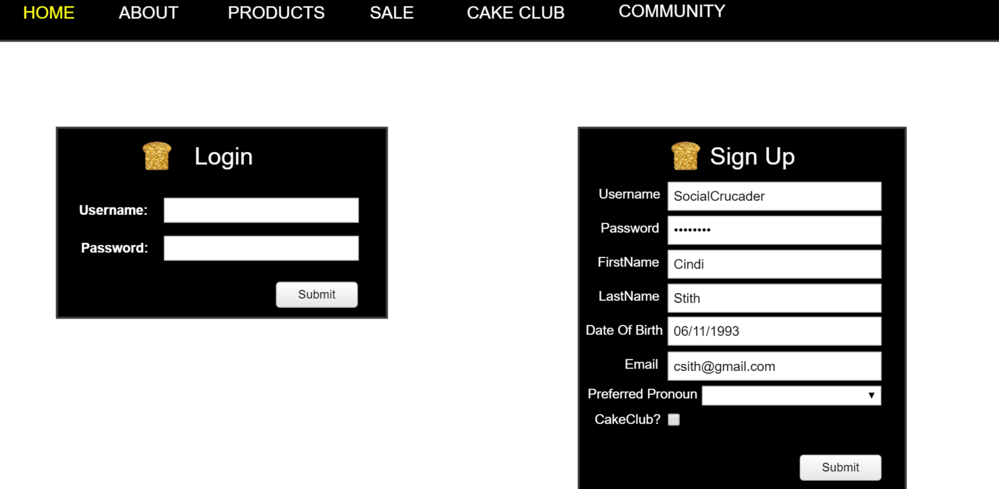 HOME ABOUT PRODUCTS SALE CAKE CLUB COMMUNITY
Login
Username:
Password:
Submit
Sign Up
Username SocialCrucader
Password ••••••••
FirstName Cindi
LastName Stith
Date Of Birth 06/11/1993
Email csith@gmail.com
Preferred Pronoun
CakeClub?
Submit